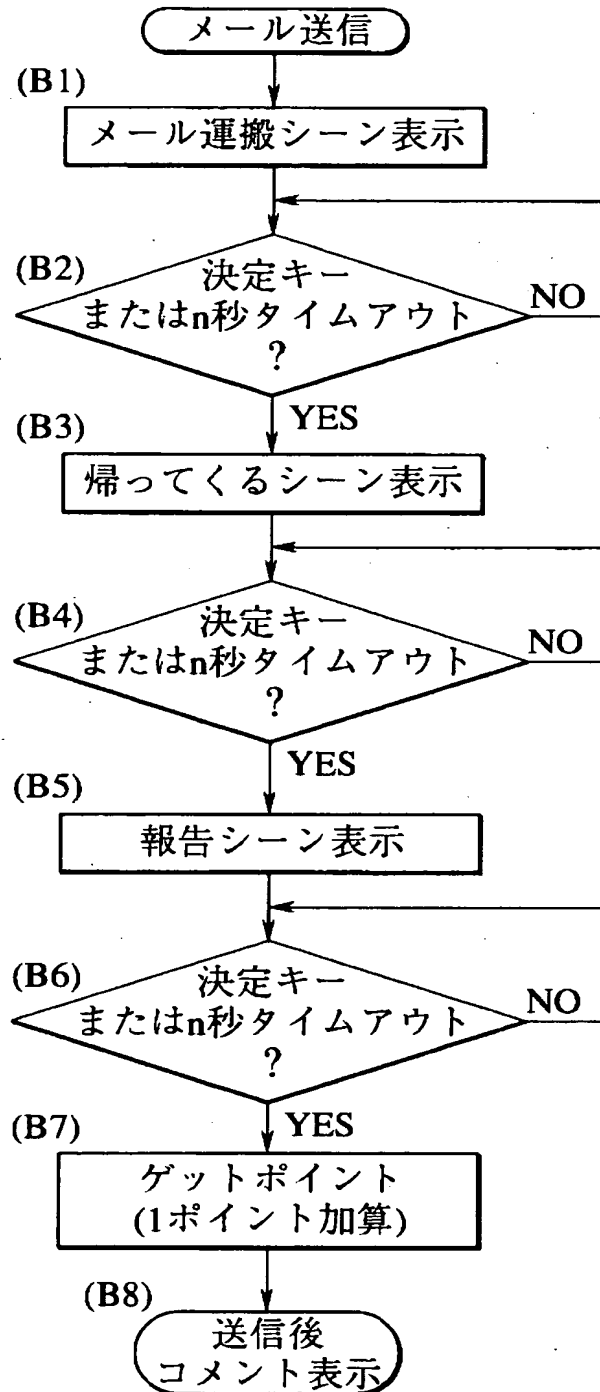 メール送信
(B1)
メール運搬シーン表示
(B2)
決定キー
またはn秒タイムアウト
?
NO
YES
(B3)
帰ってくるシーン表示
(B4)
決定キー
またはn秒タイムアウト
?
NO
YES
(B5)
報告シーン表示
(B6)
決定キー
またはn秒タイムアウト
?
NO
YES
(B7)
ゲットポイント
(1ポイント加算)
(B8)
送信後
コメント表示